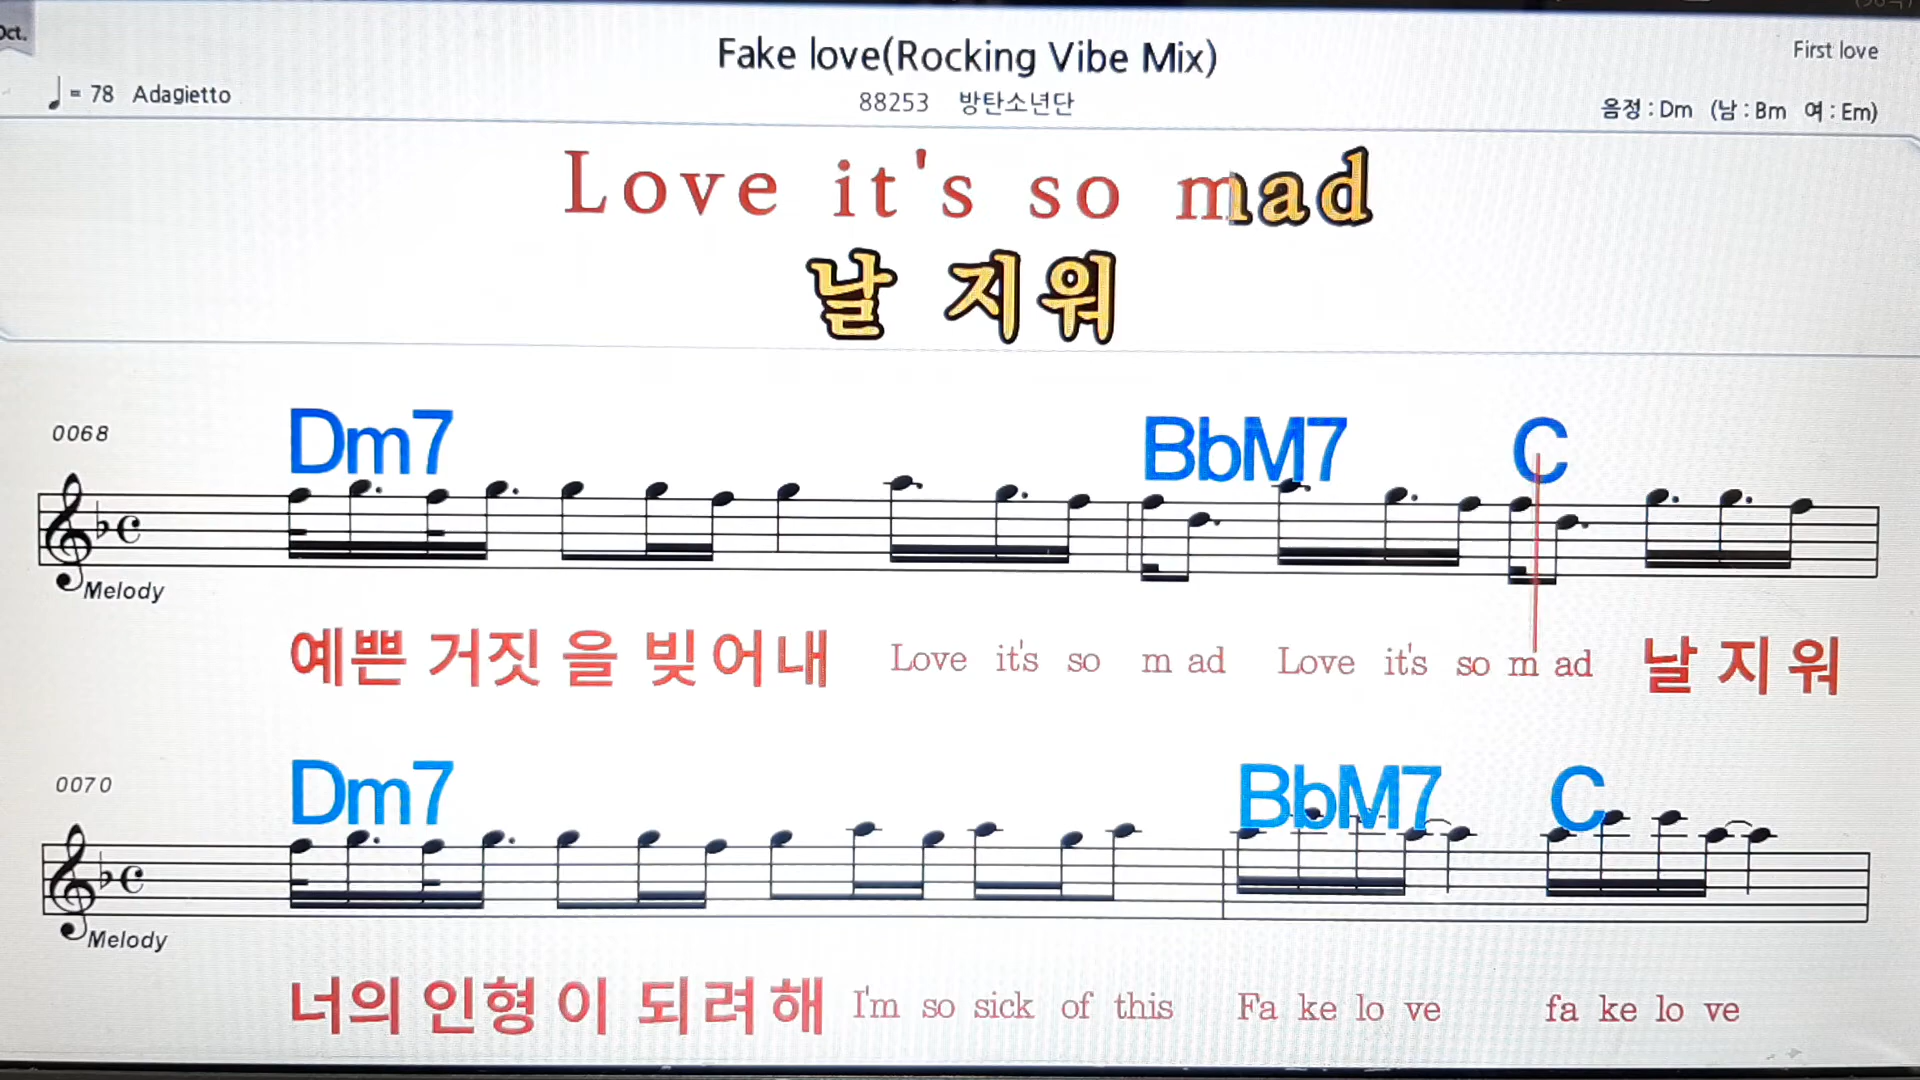 Oct.
Fake love(Rocking Vibe Mix)
First love
= 78 Adagietto
88253 방탄소년단
음정 : Dm (남 : Bm 여 : Em)
Love it's so mad
날 지워
0068
Dm7 BbM7 C
Melody
예쁜 거짓 을 빚 어 내 Love it's so m ad Love it's so m ad 날 지 워
0070
Dm7 BbM7 C
Melody
너의 인형 이 되 려 해 I'm so sick of this Fa ke lo ve fa ke lo ve